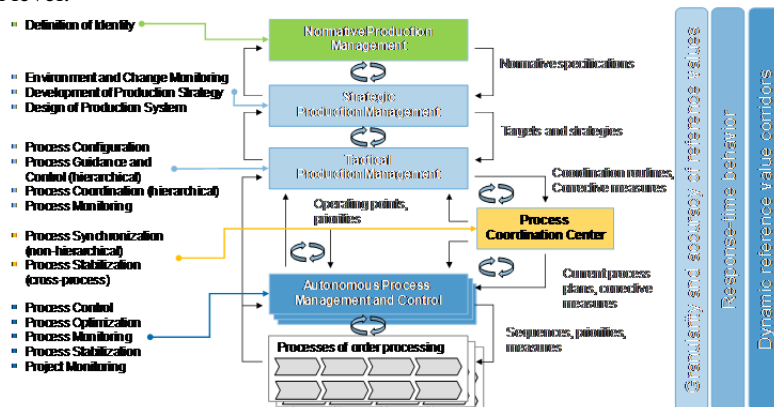 Definition of Identity
Environment and Change Monitoring
Development of Production Strategy
Design of Production System
Process Configuration
Process Guidance and
Control (hierarchical)
Process Coordination (hierarchical)
Process Monitoring
Process Synchronization
(non-hierarchical)
Process Stabilization
(cross-process)
Process Control
Process Optimization
Process Monitoring
Process Stabilization
Project Monitoring
Normative Production
Management
Normative specifications
Strategic
Production Management
Targets and strategies
Tactical
Production Management
Coordination routines,
Corrective measures
Operating points,
priorities
Process
Coordination Center
Autonomous Process
Management and Control
Current process
plans, corrective
measures
Sequences, priorities,
measures
Processes of order processing
Granularity and accuracy of reference values
Response-time behavior
Dynamic reference value corridors